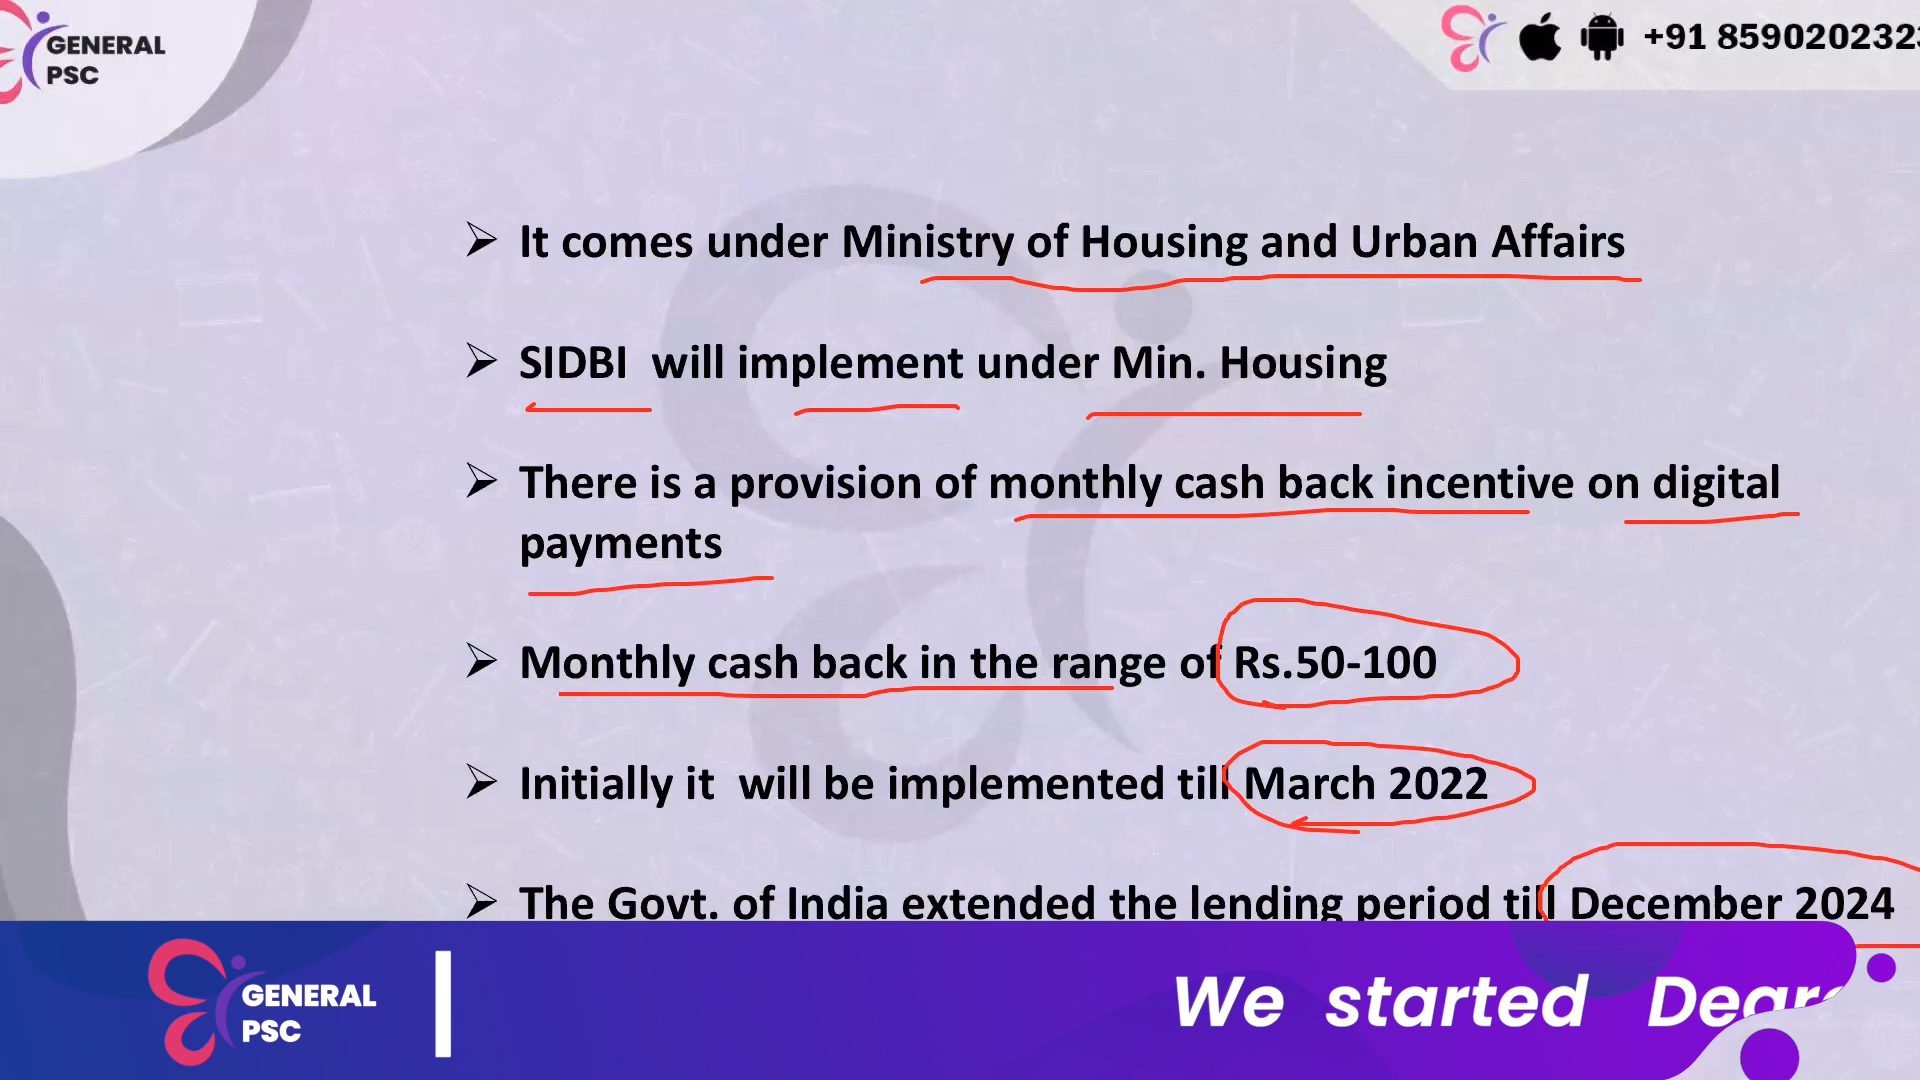 GENERAL
PSC
+91 859020232
It comes under Ministry of Housing and Urban Affairs
SIDBI will implement under Min. Housing
There is a provision of monthly cash back incentive on digital
payments
Monthly cash back in the range of Rs.50-100
Initially it will be implemented till March 2022
The Govt. of India extended the lending period till December 2024
GENERAL
PSC
We started